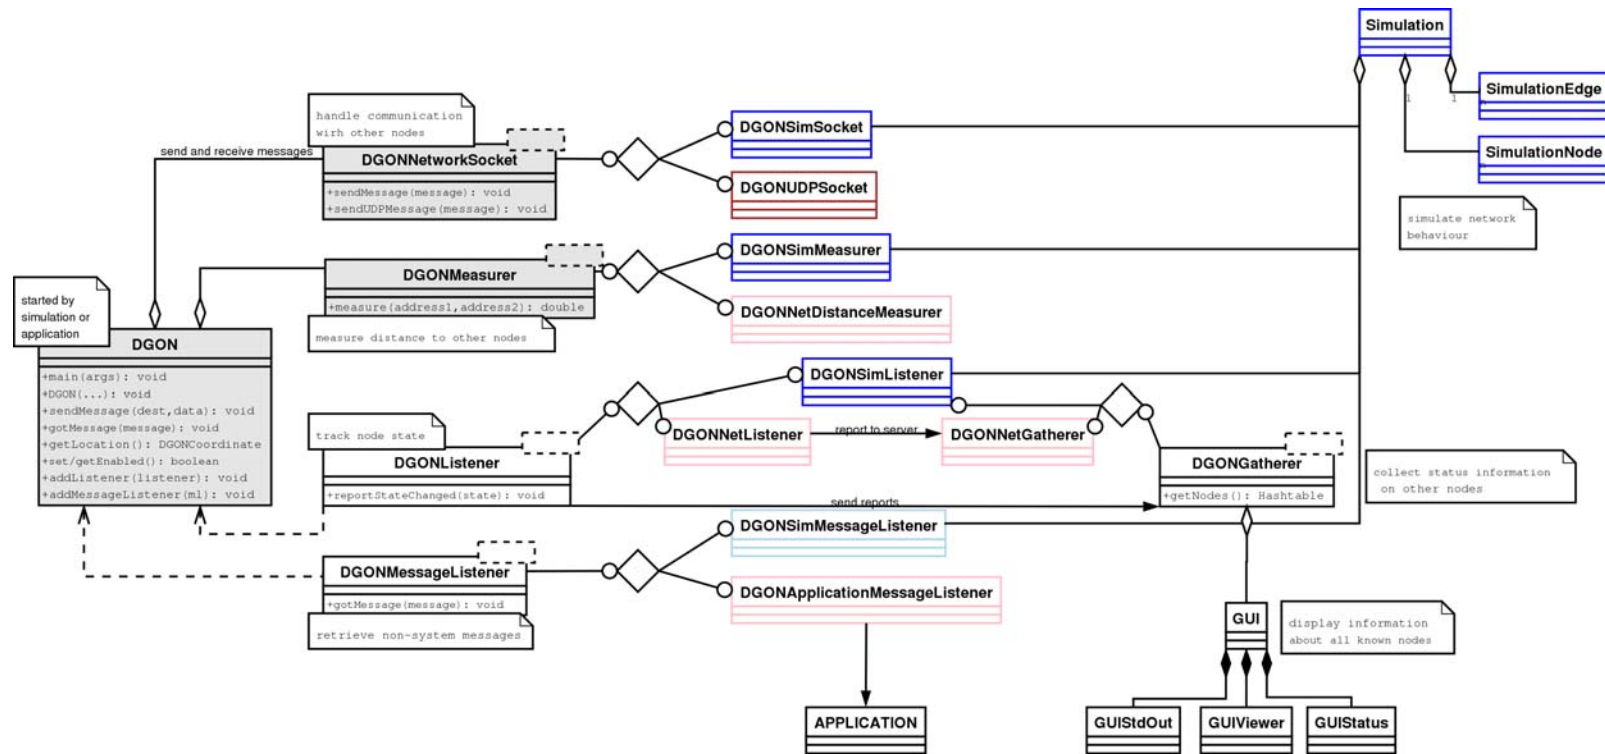 Simulation
SimulationEdge
1
1
n
SimulationNode
n
simulate network
behaviour
handle communication
wirh other nodes
send and receive messages
DGONNetworkSocket
+sendMessage(message): void
+sendUDPMessage(message): void
DGONSimSocket
DGONUDPSocket
DGONMeasurer
+measure(address1,address2): double
measure distance to other nodes
DGONSimMeasurer
DGONNetDistanceMeasurer
started by
simulation or
application
DGON
+main(args): void
+DGON(...): void
+sendMessage(dest,data): void
+gotMessage(message): void
+getLocation(): DGONCoordinate
+set/getEnabled(): boolean
+addListener(listener): void
+addMessageListener(ml): void
track node state
DGONListener
+reportStateChanged(state): void
DGONSimListener
DGONNetListener
report to server
DGONNetGatherer
DGONGatherer
+getNodes(): Hashtable
collect status information
on other nodes
send reports
DGONSimMessageListener
DGONMessageListener
+gotMessage(message): void
retrieve non-system messages
DGONApplicationMessageListener
APPLICATION
GUI
display information
about all known nodes
GUIStdOut
GUIViewer
GUIStatus